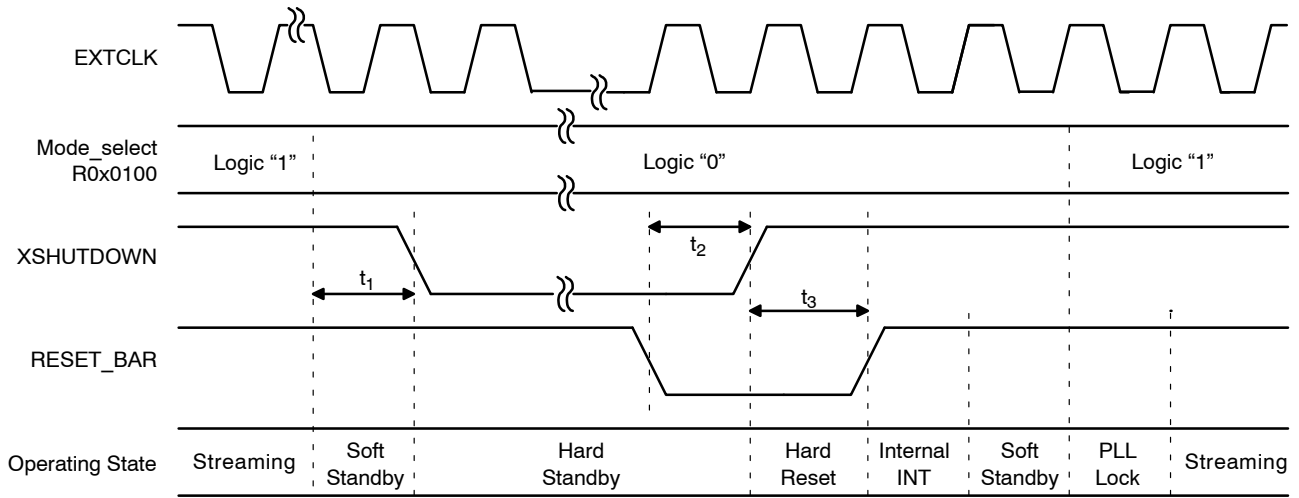 EXTCLK
Mode_select
R0x0100
Logic “1”
Logic “0”
Logic “1”
XSHUTDOWN
t1
t2
t3
RESET_BAR
Operating State
Streaming
Soft
Standby
Hard
Standby
Hard
Reset
Internal
INT
Soft
Standby
PLL
Lock
Streaming